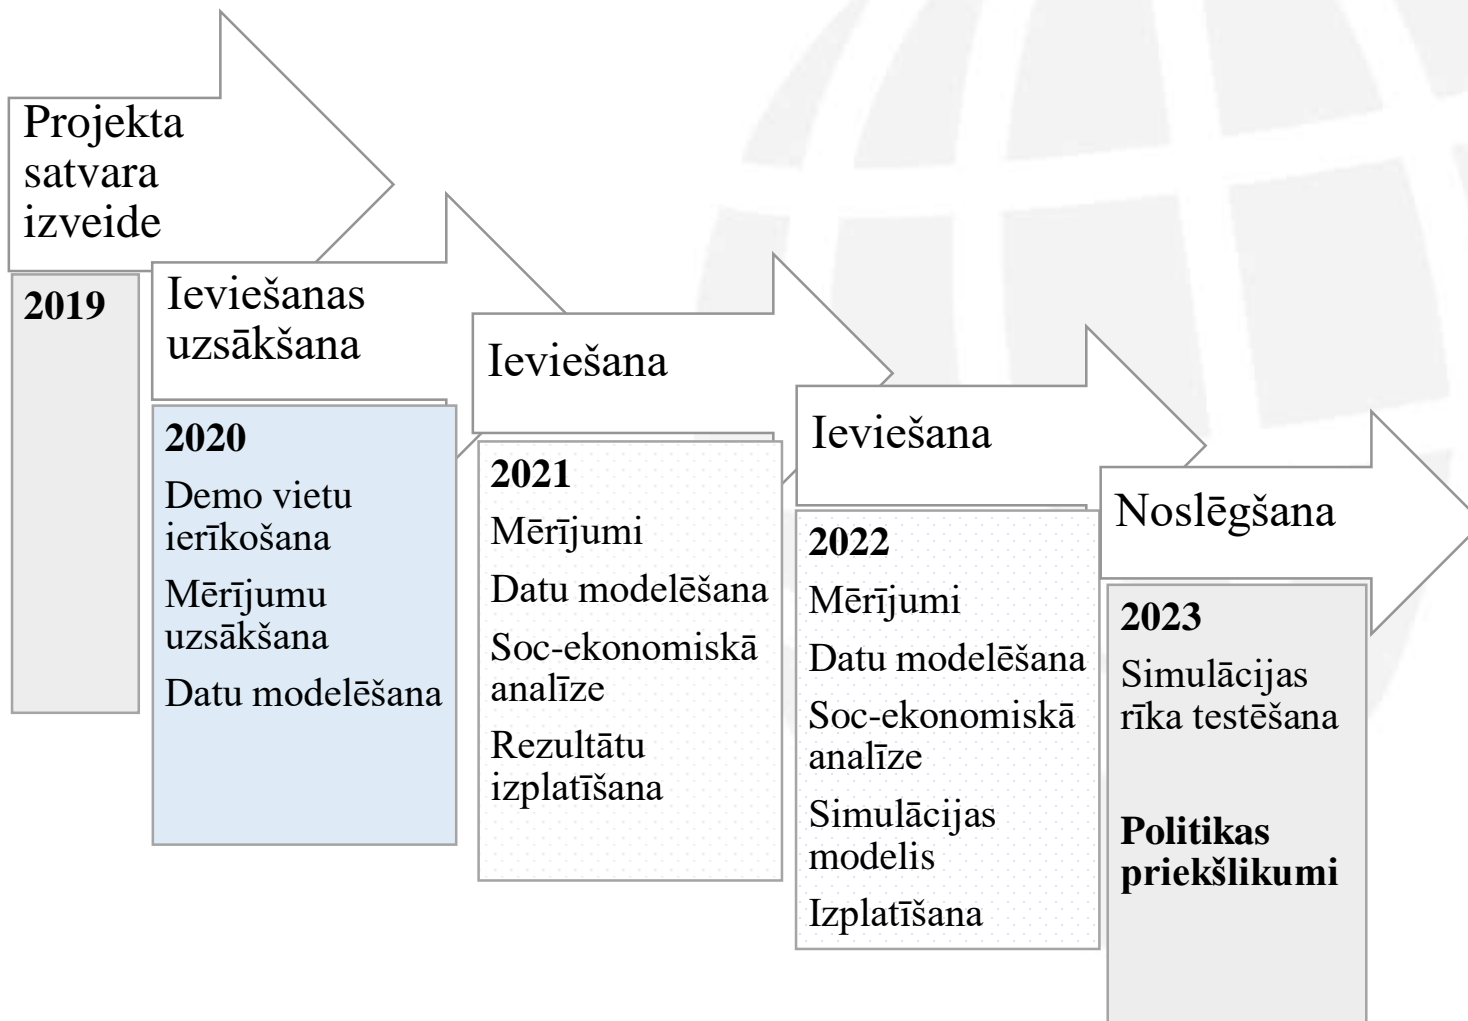 Projekta
satvara
izveide
2019
Ieviešanas
uzsākšana
2020
Demo vietu
ierīkošana
Mērījumu
uzsākšana
Datu modelēšana
Ieviešana
2021
Mērījumi
Datu modelēšana
Soc-ekonomiskā
analīze
Rezultātu
izplatīšana
Ieviešana
2022
Mērījumi
Datu modelēšana
Soc-ekonomiskā
analīze
Simulācijas
modelis
Izplatīšana
Noslēgšana
2023
Simulācijas
rīka testēšana
Politikas
priekšlikumi